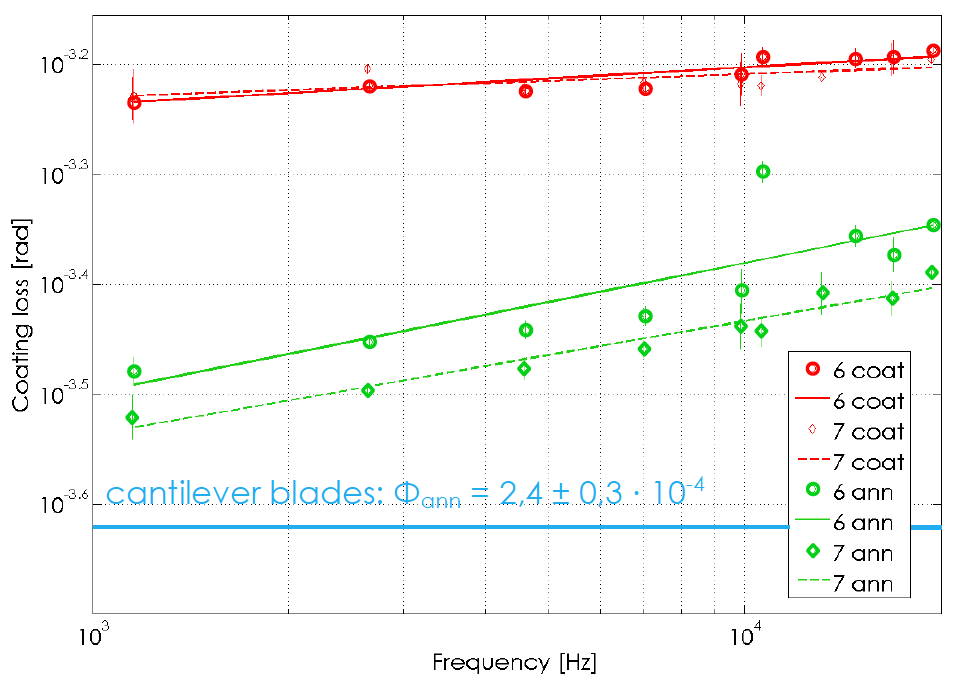 Coating loss [rad]
10^-3.2
10^-3.3
10^-3.4
10^-3.5
10^-3.6
cantilever blades: Φ_ann = 2,4 ± 0,3 · 10^-4
6 coat
6 coat
7 coat
7 coat
6 ann
6 ann
7 ann
7 ann
10^3
10^4
Frequency [Hz]